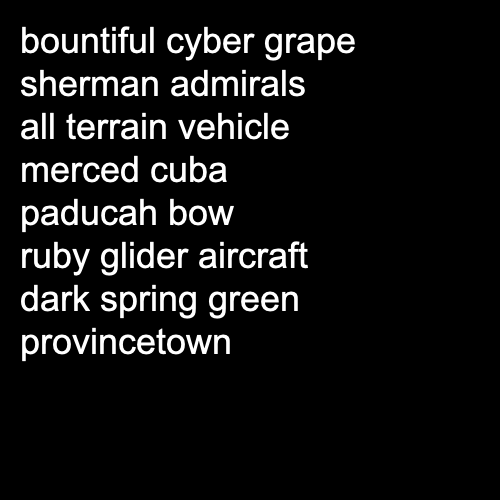 bountiful cyber grape
sherman admirals
all terrain vehicle
merced cuba
paducah bow
ruby glider aircraft
dark spring green
provincetown